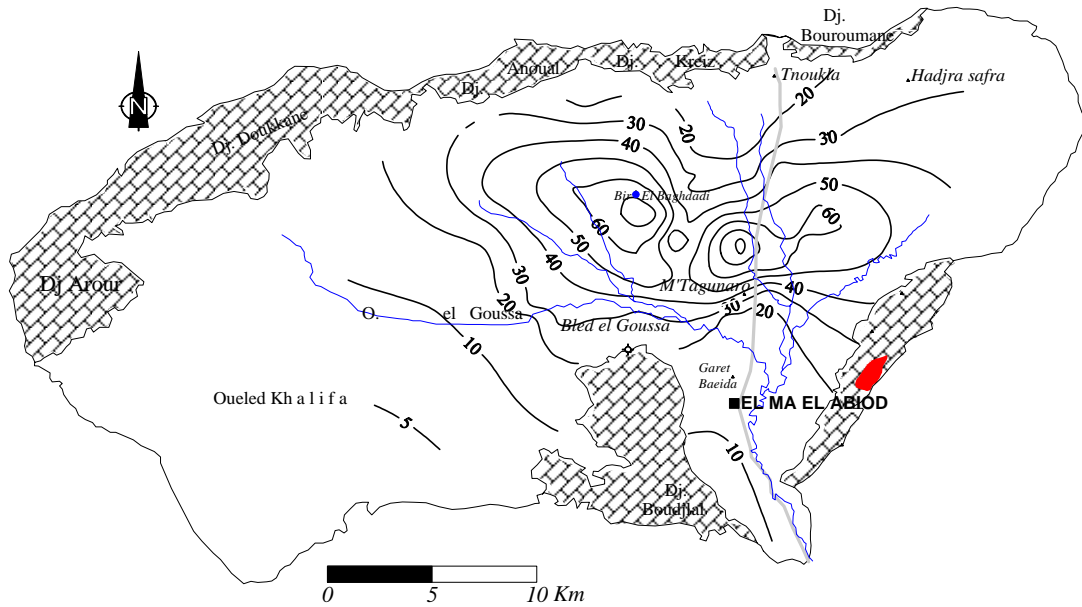 Dj.
Bouroumane
Dj. Anoual
Dj. Kreiz
Tnoukla
Hadjra safra
20
20
30
30
40
Dj. Doukkane
Bir El Baghdadi
50
60
60
50
40
30
20
Dj Arour
M'Tagunaro
40
30
20
O. el Goussa
Bled el Goussa
10
Garet
Baeida
EL MA EL ABIOD
Oueled Kh a l i f a
5
10
Dj.
Boudjlal
N
0 5 10 Km